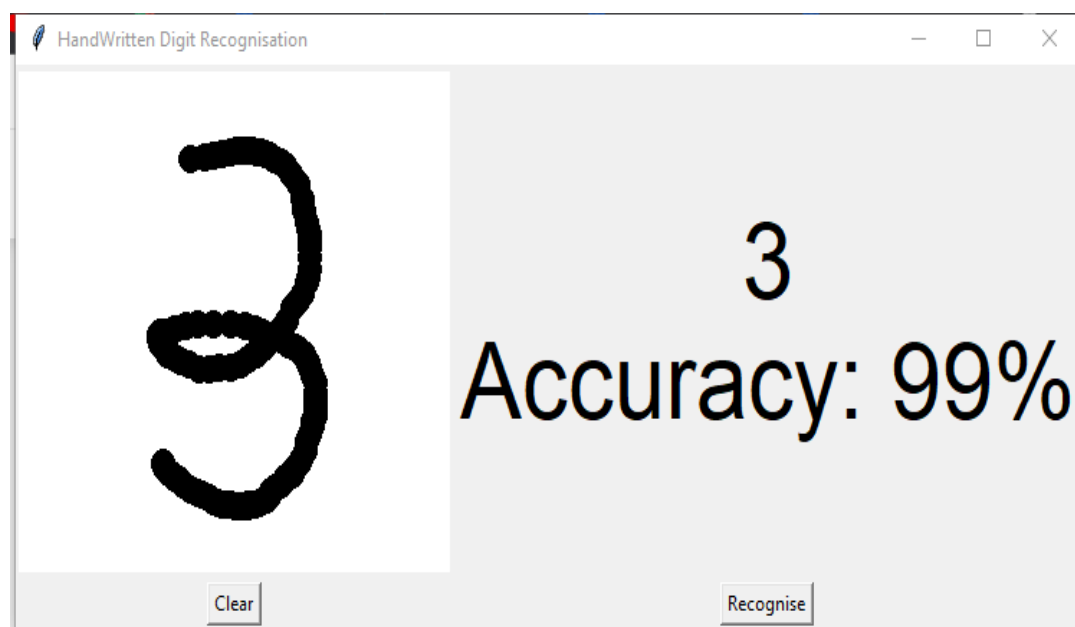 HandWritten Digit Recognisation
3
3
Accuracy: 99%
Clear
Recognise